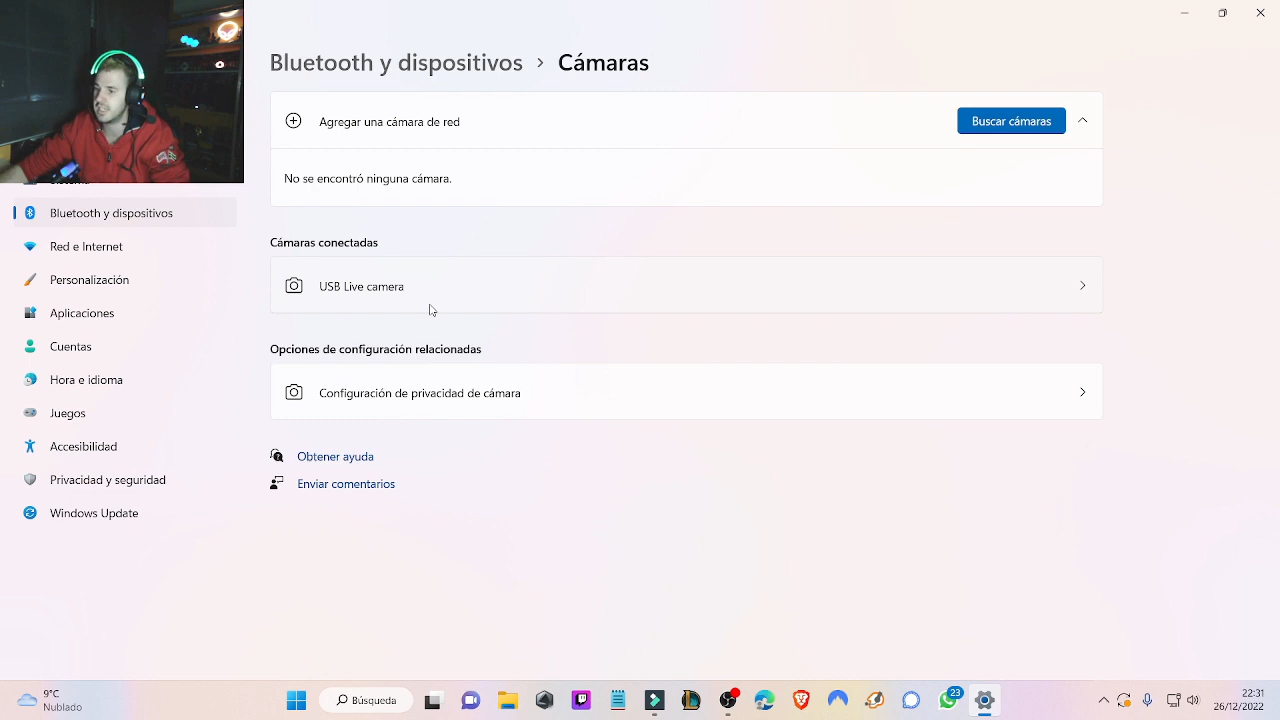 Bluetooth y dispositivos > Cámaras
Agregar una cámara de red
Buscar cámaras
No se encontró ninguna cámara.
Cámaras conectadas
USB Live camera
Opciones de configuración relacionadas
Configuración de privacidad de cámara
Obtener ayuda
Enviar comentarios
Bluetooth y dispositivos
Red e Internet
Personalización
Aplicaciones
Cuentas
Hora e idioma
Juegos
Accesibilidad
Privacidad y seguridad
Windows Update
9°C
Nublado
Búsqueda
23
22:31
26/12/2022